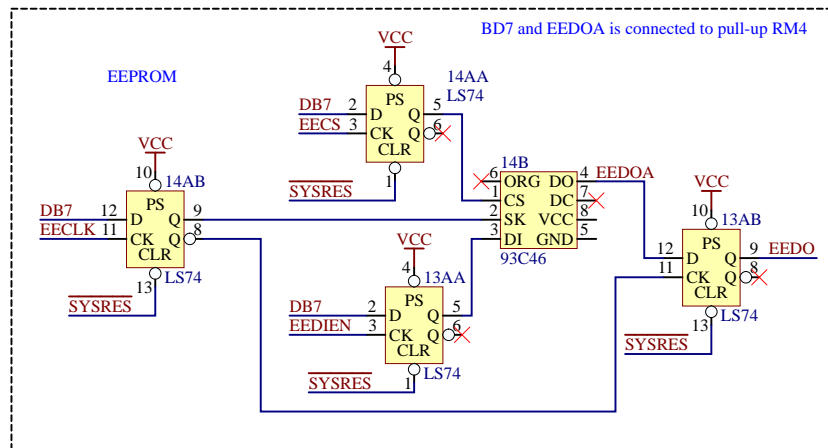 BD7 and EEDOA is connected to pull-up RM4
EEPROM
VCC
4
14AA
LS74
DB7 2 D PS Q 5
EECS 3 CK Q 6
CLR
SYSRES 1
VCC
10
14AB
DB7 12 D PS Q 9
EECLK 11 CK Q 8
CLR
LS74
SYSRES 13
14B
6 ORG DO 4 EEDOA
1 CS DC 7
2 SK VCC 8
3 DI GND 5
93C46
VCC
4
13AA
DB7 2 D PS Q 5
EEDIEN 3 CK Q 6
CLR
LS74
SYSRES 1
VCC
10
13AB
12 D PS Q 9 EEDO
11 CK Q 8
CLR
LS74
SYSRES 13